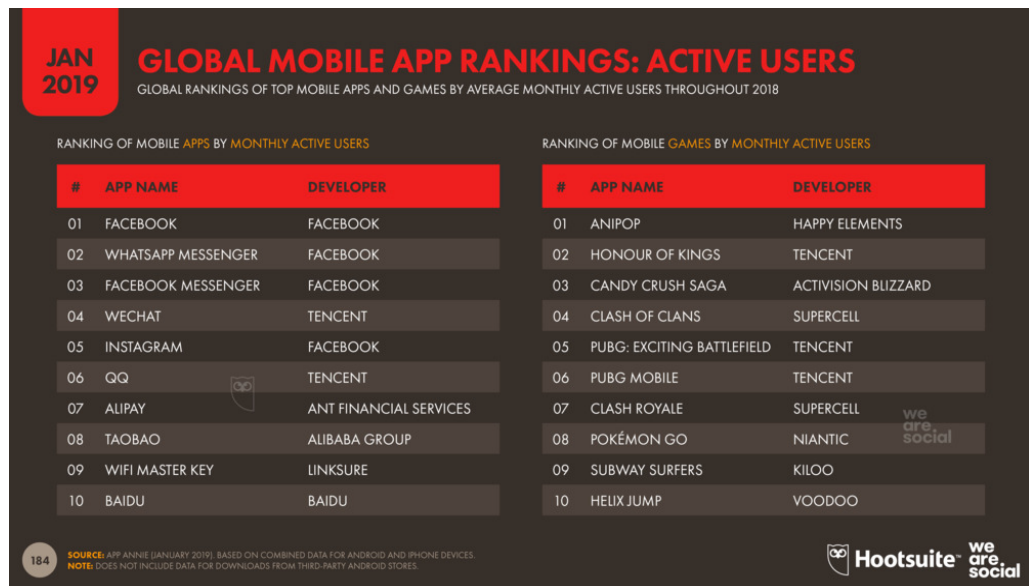 JAN
2019
GLOBAL MOBILE APP RANKINGS: ACTIVE USERS
GLOBAL RANKINGS OF TOP MOBILE APPS AND GAMES BY AVERAGE MONTHLY ACTIVE USERS THROUGHOUT 2018
RANKING OF MOBILE APPS BY MONTHLY ACTIVE USERS
# APP NAME DEVELOPER
01 FACEBOOK FACEBOOK
02 WHATSAPP MESSENGER FACEBOOK
03 FACEBOOK MESSENGER FACEBOOK
04 WECHAT TENCENT
05 INSTAGRAM FACEBOOK
06 QQ TENCENT
07 ALIPAY ANT FINANCIAL SERVICES
08 TAOBAO ALIBABA GROUP
09 WIFI MASTER KEY LINKSURE
10 BAIDU BAIDU
RANKING OF MOBILE GAMES BY MONTHLY ACTIVE USERS
# APP NAME DEVELOPER
01 ANIPOP HAPPY ELEMENTS
02 HONOUR OF KINGS TENCENT
03 CANDY CRUSH SAGA ACTIVISION BLIZZARD
04 CLASH OF CLANS SUPERCELL
05 PUBG: EXCITING BATTLEFIELD TENCENT
06 PUBG MOBILE TENCENT
07 CLASH ROYALE SUPERCELL
08 POKÉMON GO NIANTIC
09 SUBWAY SURFERS KILOO
10 HELIX JUMP VOODOO
we
are.
social
184
SOURCE: APP ANNIE (JANUARY 2019). BASED ON COMBINED DATA FOR ANDROID AND IPHONE DEVICES.
NOTE: DOES NOT INCLUDE DATA FOR DOWNLOADS FROM THIRD-PARTY ANDROID STORES.
Hootsuite™
we
are.
social